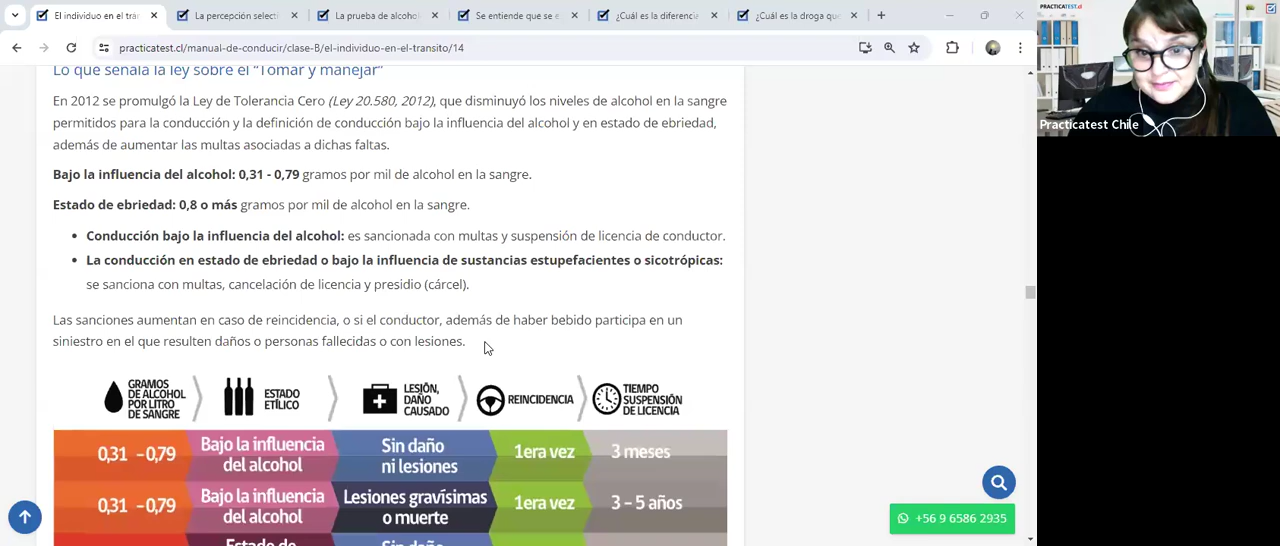 El individuo en el trán
La percepción selecti
La prueba de alcohol
Se entiende que se e
¿Cuál es la diferencia
¿Cuál es la droga qu
practicatest.cl/manual-de-conducir/clase-B/el-individuo-en-el-transito/14
Lo que señala la ley sobre el "Tomar y manejar"
En 2012 se promulgó la Ley de Tolerancia Cero (Ley 20.580, 2012), que disminuyó los niveles de alcohol en la sangre
permitidos para la conducción y la definición de conducción bajo la influencia del alcohol y en estado de ebriedad,
además de aumentar las multas asociadas a dichas faltas.
Bajo la influencia del alcohol: 0,31 - 0,79 gramos por mil de alcohol en la sangre.
Estado de ebriedad: 0,8 o más gramos por mil de alcohol en la sangre.
• Conducción bajo la influencia del alcohol: es sancionada con multas y suspensión de licencia de conductor.
• La conducción en estado de ebriedad o bajo la influencia de sustancias estupefacientes o sicotrópicas:
se sanciona con multas, cancelación de licencia y presidio (cárcel).
Las sanciones aumentan en caso de reincidencia, o si el conductor, además de haber bebido participa en un
siniestro en el que resulten daños o personas fallecidas o con lesiones.
GRAMOS
DE ALCOHOL
POR LITRO
DE SANGRE
ESTADO
ETÍLICO
LESIÓN,
DAÑO
CAUSADO
REINCIDENCIA
TIEMPO
SUSPENSIÓN
DE LICENCIA
0,31 – 0,79
Bajo la influencia
del alcohol
Sin daño
ni lesiones
1era vez
3 meses
0,31 – 0,79
Bajo la influencia
del alcohol
Lesiones gravísimas
o muerte
1era vez
3 – 5 años
Estado de
Sin daño
+56 9 6586 2935
PRACTICATEST.cl
Practicatest Chile